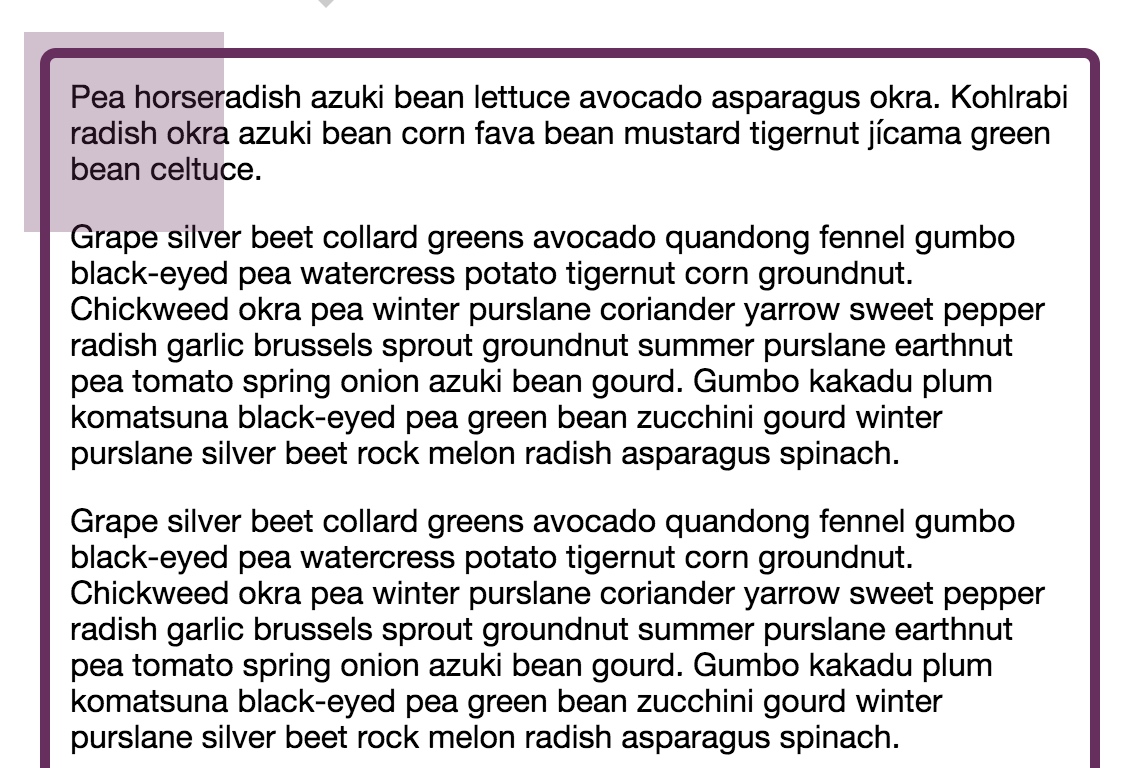 Pea horseradish azuki bean lettuce avocado asparagus okra. Kohlrabi
radish okra azuki bean corn fava bean mustard tigernut jícama green
bean celtuce.
Grape silver beet collard greens avocado quandong fennel gumbo
black-eyed pea watercress potato tigernut corn groundnut.
Chickweed okra pea winter purslane coriander yarrow sweet pepper
radish garlic brussels sprout groundnut summer purslane earthnut
pea tomato spring onion azuki bean gourd. Gumbo kakadu plum
komatsuna black-eyed pea green bean zucchini gourd winter
purslane silver beet rock melon radish asparagus spinach.
Grape silver beet collard greens avocado quandong fennel gumbo
black-eyed pea watercress potato tigernut corn groundnut.
Chickweed okra pea winter purslane coriander yarrow sweet pepper
radish garlic brussels sprout groundnut summer purslane earthnut
pea tomato spring onion azuki bean gourd. Gumbo kakadu plum
komatsuna black-eyed pea green bean zucchini gourd winter
purslane silver beet rock melon radish asparagus spinach.